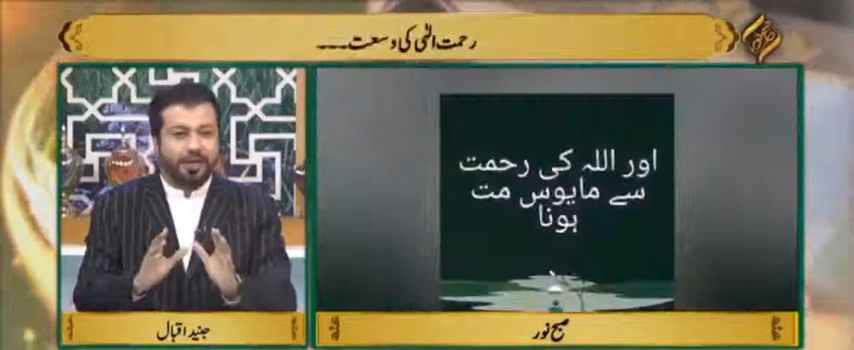 رحمت الٰہی کی وسعت۔۔۔
اور اللہ کی رحمت
سے مایوس مت
ہونا
جنید اقبال
صبح نور